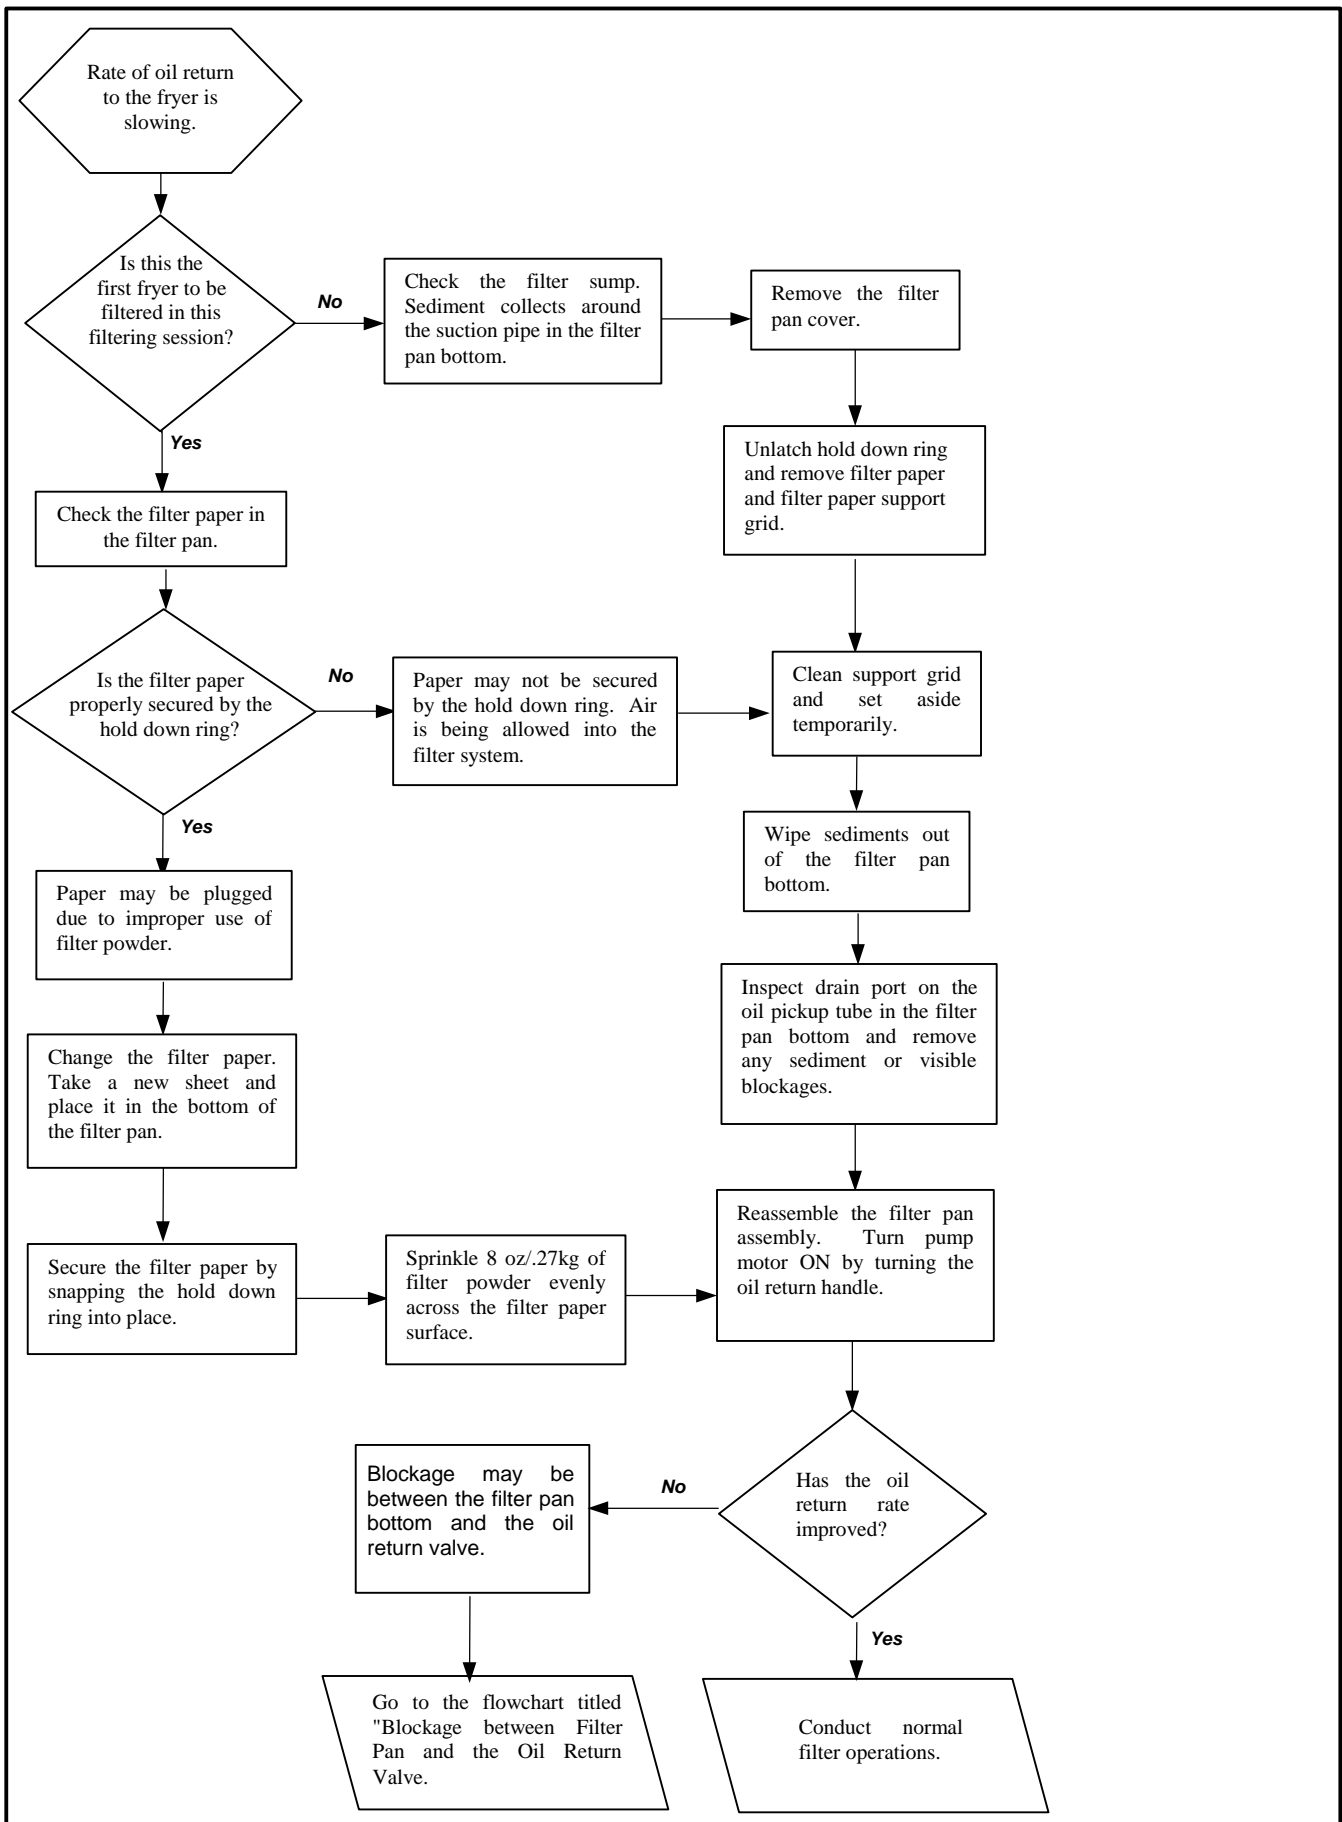 Rate of oil return
to the fryer is
slowing.
Is this the
first fryer to be
filtered in this
filtering session?
No
Check the filter sump.
Sediment collects around
the suction pipe in the filter
pan bottom.
Remove the filter
pan cover.
Yes
Unlatch hold down ring
and remove filter paper
and filter paper support
grid.
Check the filter paper in
the filter pan.
Is the filter paper
properly secured by the
hold down ring?
No
Paper may not be secured
by the hold down ring. Air
is being allowed into the
filter system.
Clean support grid
and set aside
temporarily.
Yes
Wipe sediments out
of the filter pan
bottom.
Paper may be plugged
due to improper use of
filter powder.
Inspect drain port on the
oil pickup tube in the filter
pan bottom and remove
any sediment or visible
blockages.
Change the filter paper.
Take a new sheet and
place it in the bottom of
the filter pan.
Secure the filter paper by
snapping the hold down
ring into place.
Sprinkle 8 oz/.27kg of
filter powder evenly
across the filter paper
surface.
Reassemble the filter pan
assembly. Turn pump
motor ON by turning the
oil return handle.
Has the oil
return rate
improved?
No
Blockage may be
between the filter pan
bottom and the oil
return valve.
Yes
Go to the flowchart titled
"Blockage between Filter
Pan and the Oil Return
Valve.
Conduct normal
filter operations.